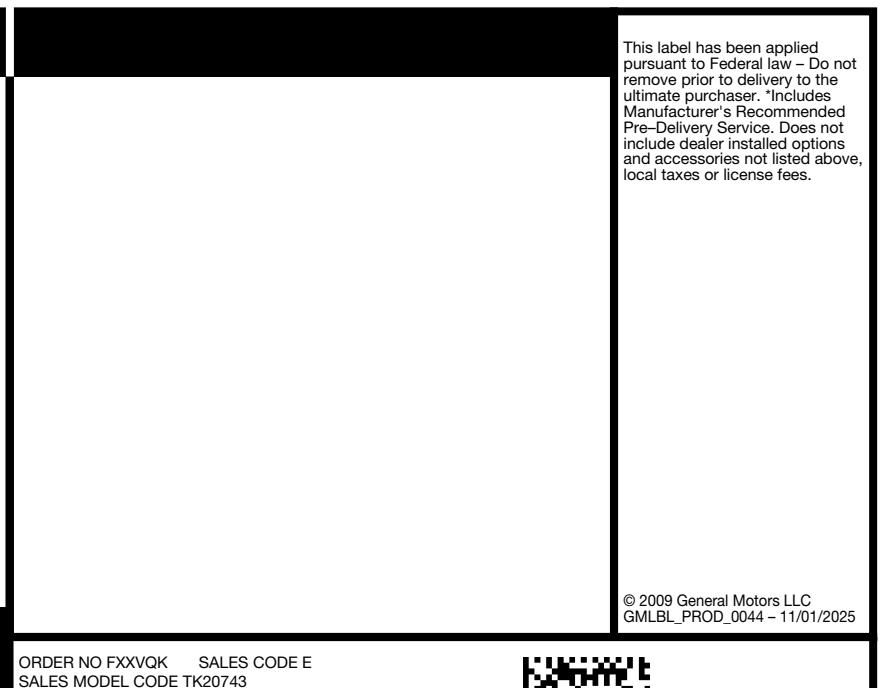 This label has been applied
pursuant to Federal law – Do not
remove prior to delivery to the
ultimate purchaser. *Includes
Manufacturer's Recommended
Pre–Delivery Service. Does not
include dealer installed options
and accessories not listed above,
local taxes or license fees.
© 2009 General Motors LLC
GMLBL_PROD_0044 – 11/01/2025
ORDER NO FXXVQK SALES CODE E
SALES MODEL CODE TK20743